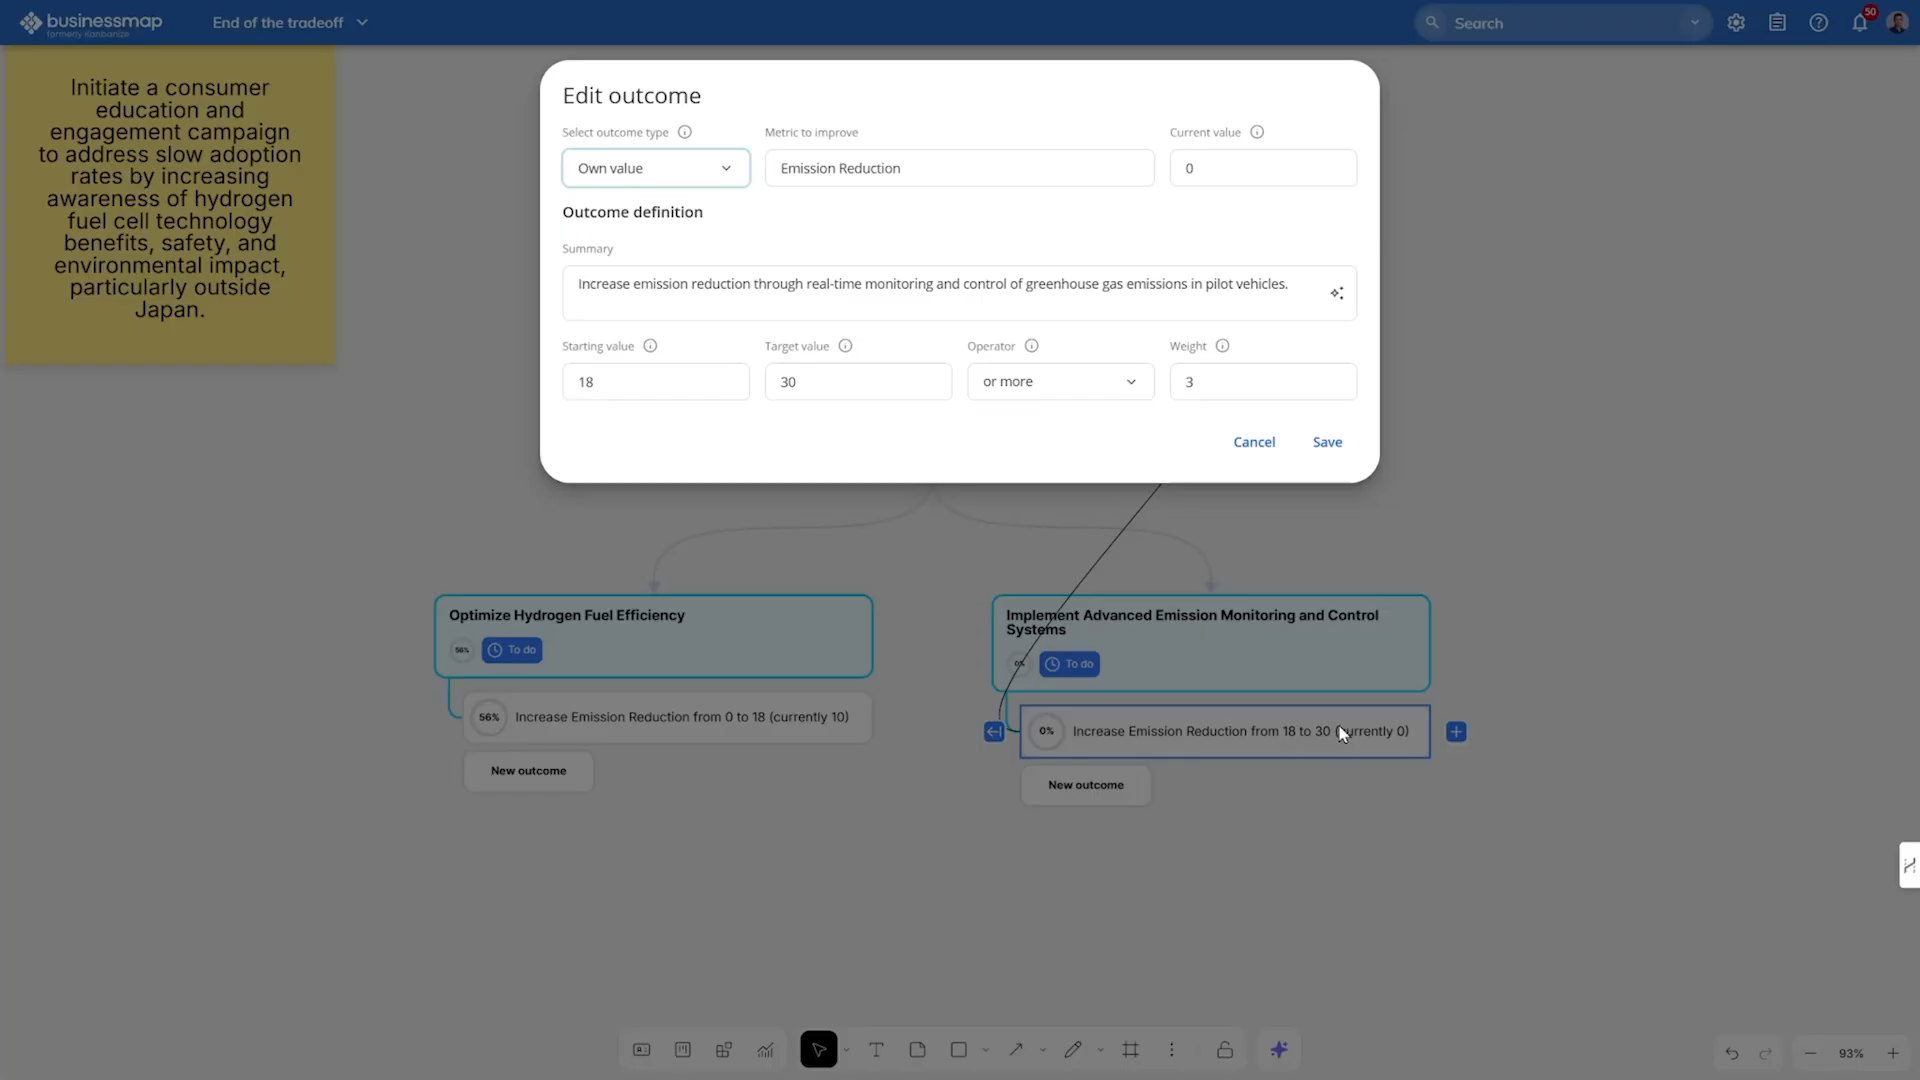 businessmap
formerly Kanbanize
End of the tradeoff
Search
50
Initiate a consumer
education and
engagement campaign
to address slow adoption
rates by increasing
awareness of hydrogen
fuel cell technology
benefits, safety, and
environmental impact,
particularly outside
Japan.
Edit outcome
Select outcome type
Metric to improve
Current value
Own value
Emission Reduction
0
Outcome definition
Summary
Increase emission reduction through real-time monitoring and control of greenhouse gas emissions in pilot vehicles.
Starting value
Target value
Operator
Weight
18
30
or more
3
Cancel
Save
Optimize Hydrogen Fuel Efficiency
56%
To do
56%
Increase Emission Reduction from 0 to 18 (currently 10)
New outcome
Implement Advanced Emission Monitoring and Control
Systems
0%
To do
0%
Increase Emission Reduction from 18 to 30 (currently 0)
New outcome
93%